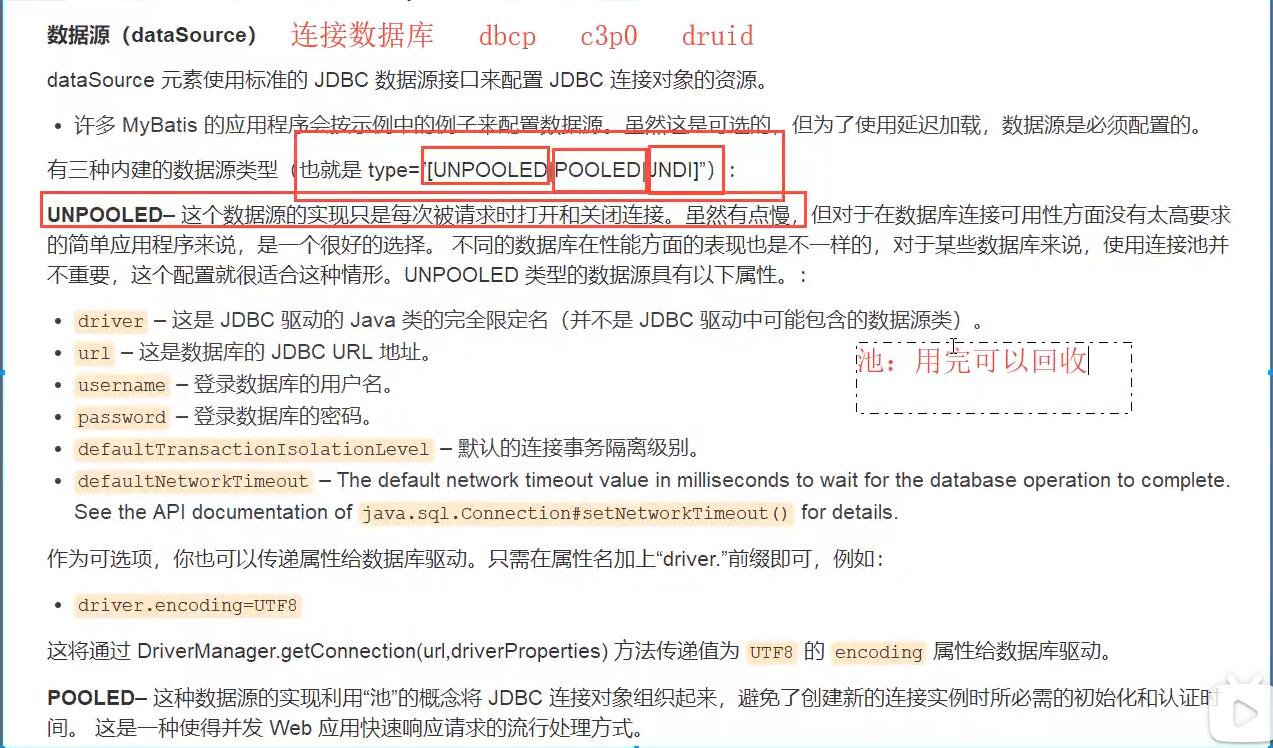 数据源（dataSource） 连接数据库 dbcp c3p0 druid
dataSource 元素使用标准的 JDBC 数据源接口来配置 JDBC 连接对象的资源。
• 许多 MyBatis 的应用程序会按示例中的例子来配置数据源。虽然这是可选的，但为了使用延迟加载，数据源是必须配置的。
有三种内建的数据源类型（也就是 type="[UNPOOLED|POOLED|JNDI]"）：
UNPOOLED– 这个数据源的实现只是每次被请求时打开和关闭连接。虽然有点慢，但对于在数据库连接可用性方面没有太高要求
的简单应用程序来说，是一个很好的选择。 不同的数据库在性能方面的表现也是不一样的，对于某些数据库来说，使用连接池并
不重要，这个配置就很适合这种情形。UNPOOLED 类型的数据源具有以下属性。：
• driver – 这是 JDBC 驱动的 Java 类的完全限定名（并不是 JDBC 驱动中可能包含的数据源类）。
• url – 这是数据库的 JDBC URL 地址。
池：用完可以回收
• username – 登录数据库的用户名。
• password – 登录数据库的密码。
• defaultTransactionIsolationLevel – 默认的连接事务隔离级别。
• defaultNetworkTimeout – The default network timeout value in milliseconds to wait for the database operation to complete.
See the API documentation of java.sql.Connection#setNetworkTimeout() for details.
作为可选项，你也可以传递属性给数据库驱动。只需在属性名加上“driver.”前缀即可，例如：
• driver.encoding=UTF8
这将通过 DriverManager.getConnection(url,driverProperties) 方法传递值为 UTF8 的 encoding 属性给数据库驱动。
POOLED– 这种数据源的实现利用“池”的概念将 JDBC 连接对象组织起来，避免了创建新的连接实例时所必需的初始化和认证时
间。 这是一种使得并发 Web 应用快速响应请求的流行处理方式。